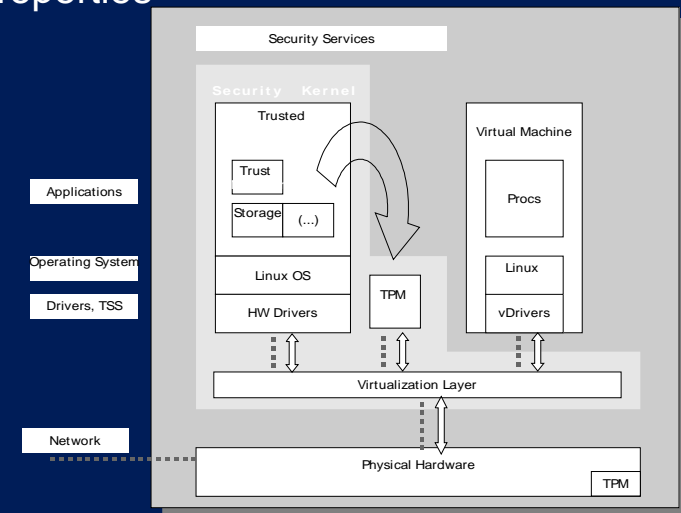 Security Services
Security Kernel
Trusted
Virtual Machine
Trust
Applications
Procs
Storage
(...)
Operating System
Linux OS
TPM
Linux
Drivers, TSS
HW Drivers
vDrivers
Virtualization Layer
Network
Physical Hardware
TPM